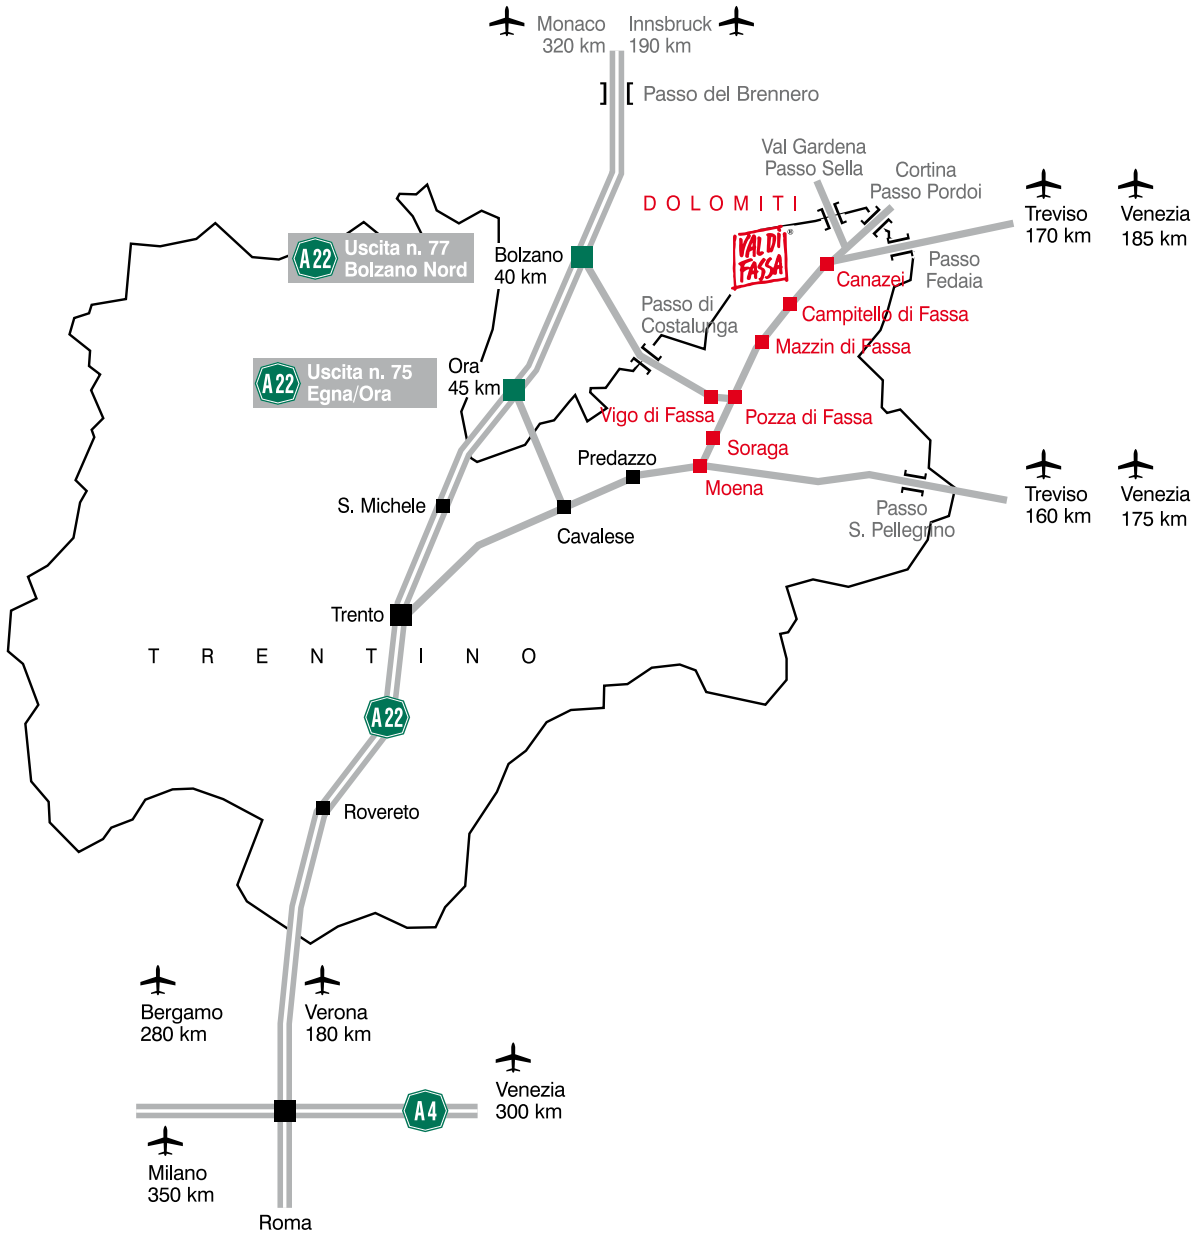 Monaco
320 km
Innsbruck
190 km
Passo del Brennero
Val Gardena
Passo Sella
Cortina
Passo Pordoi
DOLOMITI
Treviso
170 km
Venezia
185 km
A22
Uscita n. 77
Bolzano Nord
Bolzano
40 km
VAL DI
FASSA
®
Passo
Fedaia
Canazei
Passo di
Costalunga
Campitello di Fassa
Mazzin di Fassa
A22
Uscita n. 75
Egna/Ora
Ora
45 km
Vigo di Fassa
Pozza di Fassa
Soraga
Predazzo
Moena
Treviso
160 km
Venezia
175 km
S. Michele
Cavalese
Passo
S. Pellegrino
Trento
TRENTINO
A22
Rovereto
Bergamo
280 km
Verona
180 km
Venezia
300 km
A4
Milano
350 km
Roma